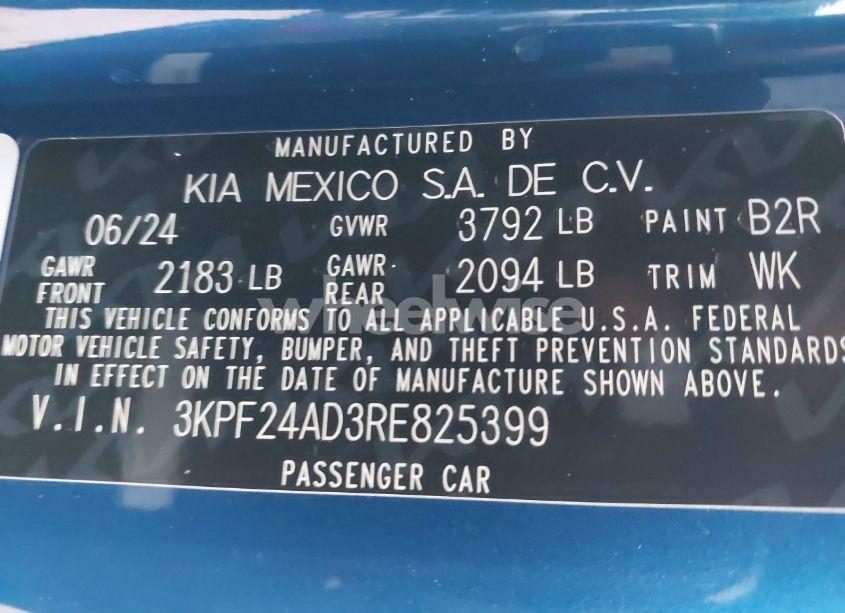 MANUFACTURED BY
KIA MEXICO S.A. DE C.V.
06/24 GVWR 3792 LB PAINT B2R
GAWR FRONT 2183 LB GAWR REAR 2094 LB TRIM WK
wheelwise
THIS VEHICLE CONFORMS TO ALL APPLICABLE U.S.A. FEDERAL
MOTOR VEHICLE SAFETY, BUMPER, AND THEFT PREVENTION STANDARDS
IN EFFECT ON THE DATE OF MANUFACTURE SHOWN ABOVE.
V.I.N. 3KPF24AD3RE825399
PASSENGER CAR